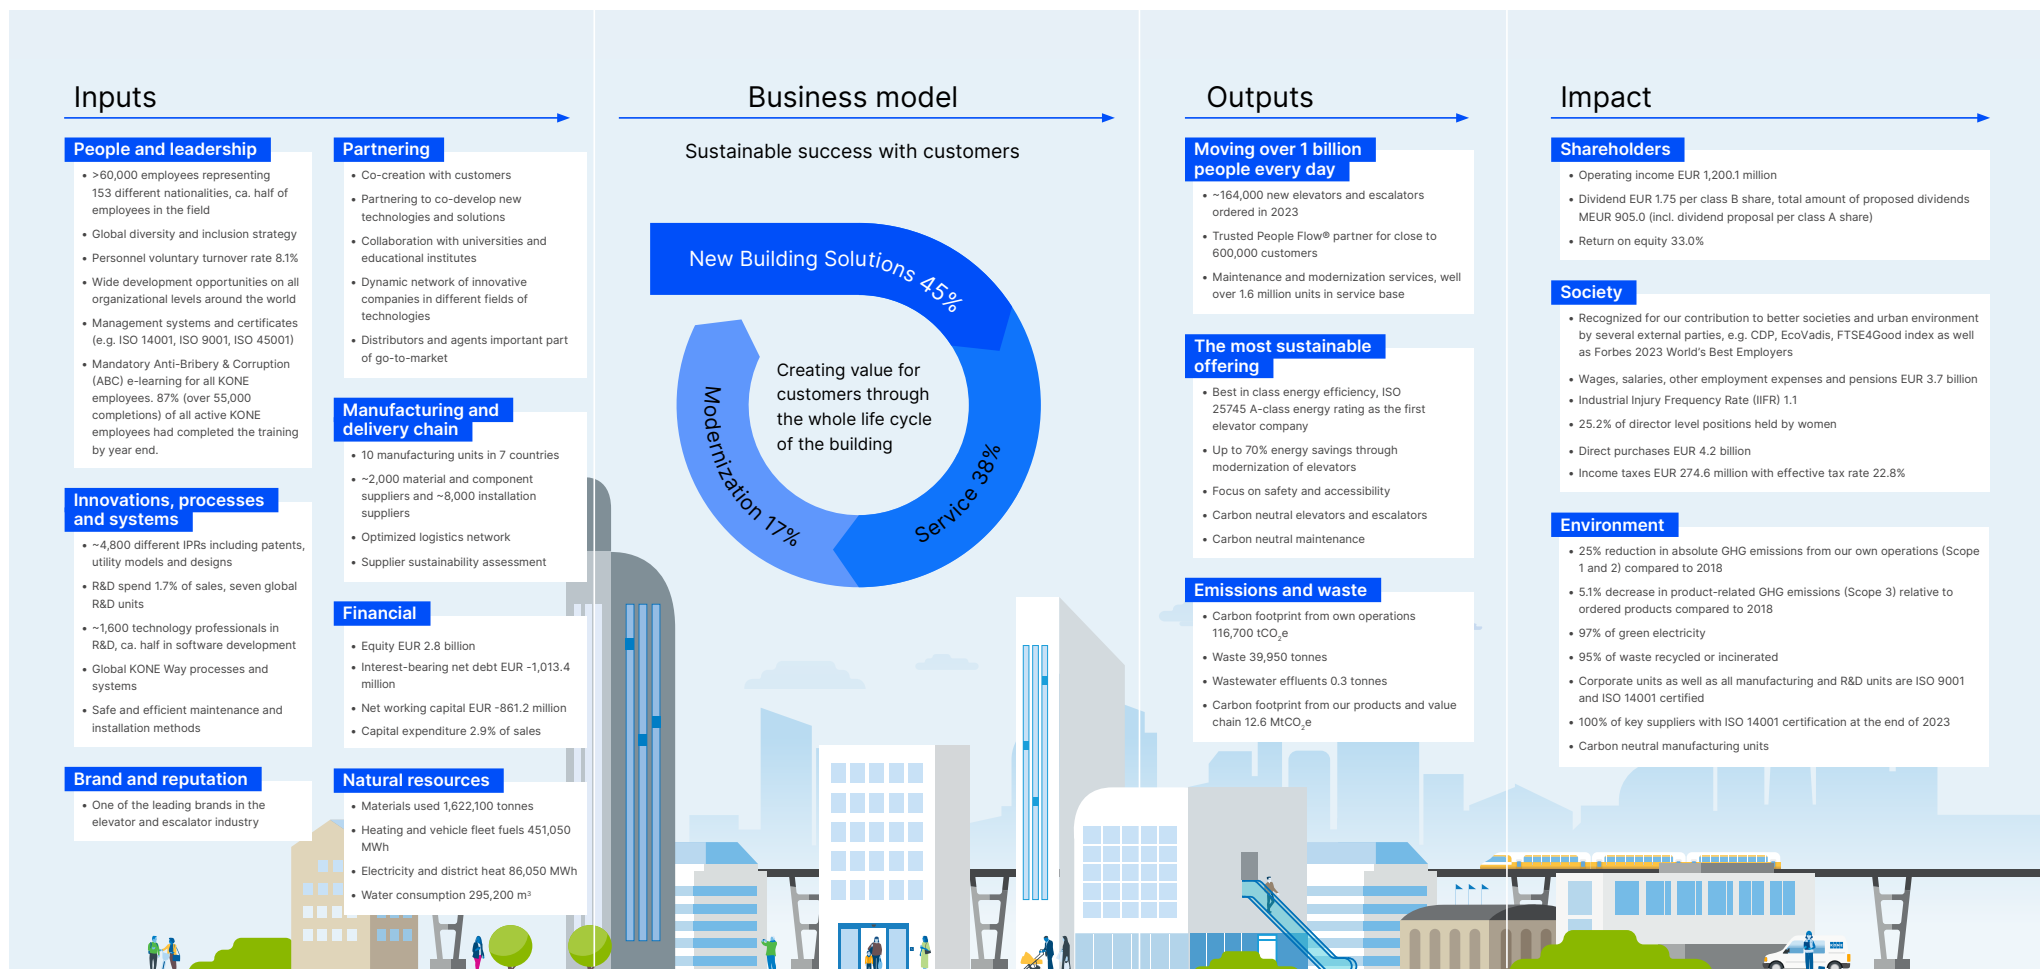 Inputs
People and leadership
• >60,000 employees representing
153 different nationalities, ca. half of
employees in the field
• Global diversity and inclusion strategy
• Personnel voluntary turnover rate 8.1%
• Wide development opportunities on all
organizational levels around the world
• Management systems and certificates
(e.g. ISO 14001, ISO 9001, ISO 45001)
• Mandatory Anti-Bribery & Corruption
(ABC) e-learning for all KONE
employees. 87% (over 55,000
completions) of all active KONE
employees had completed the training
by year end.
Innovations, processes
and systems
• ~4,800 different IPRs including patents,
utility models and designs
• R&D spend 1.7% of sales, seven global
R&D units
• ~1,600 technology professionals in
R&D, ca. half in software development
• Global KONE Way processes and
systems
• Safe and efficient maintenance and
installation methods
Brand and reputation
• One of the leading brands in the
elevator and escalator industry
Partnering
• Co-creation with customers
• Partnering to co-develop new
technologies and solutions
• Collaboration with universities and
educational institutes
• Dynamic network of innovative
companies in different fields of
technologies
• Distributors and agents important part
of go-to-market
Manufacturing and
delivery chain
• 10 manufacturing units in 7 countries
• ~2,000 material and component
suppliers and ~8,000 installation
suppliers
• Optimized logistics network
• Supplier sustainability assessment
Financial
• Equity EUR 2.8 billion
• Interest-bearing net debt EUR -1,013.4
million
• Net working capital EUR -861.2 million
• Capital expenditure 2.9% of sales
Natural resources
• Materials used 1,622,100 tonnes
• Heating and vehicle fleet fuels 451,050
MWh
• Electricity and district heat 86,050 MWh
• Water consumption 295,200 m³
Business model
Sustainable success with customers
New Building Solutions 45%
Service 38%
Modernization 17%
Creating value for
customers through
the whole life cycle
of the building
Outputs
Moving over 1 billion
people every day
• ~164,000 new elevators and escalators
ordered in 2023
• Trusted People Flow® partner for close to
600,000 customers
• Maintenance and modernization services, well
over 1.6 million units in service base
The most sustainable
offering
• Best in class energy efficiency, ISO
25745 A-class energy rating as the first
elevator company
• Up to 70% energy savings through
modernization of elevators
• Focus on safety and accessibility
• Carbon neutral elevators and escalators
• Carbon neutral maintenance
Emissions and waste
• Carbon footprint from own operations
116,700 tCO₂e
• Waste 39,950 tonnes
• Wastewater effluents 0.3 tonnes
• Carbon footprint from our products and value
chain 12.6 MtCO₂e
Impact
Shareholders
• Operating income EUR 1,200.1 million
• Dividend EUR 1.75 per class B share, total amount of proposed dividends
MEUR 905.0 (incl. dividend proposal per class A share)
• Return on equity 33.0%
Society
• Recognized for our contribution to better societies and urban environment
by several external parties, e.g. CDP, EcoVadis, FTSE4Good index as well
as Forbes 2023 World's Best Employers
• Wages, salaries, other employment expenses and pensions EUR 3.7 billion
• Industrial Injury Frequency Rate (IIFR) 1.1
• 25.2% of director level positions held by women
• Direct purchases EUR 4.2 billion
• Income taxes EUR 274.6 million with effective tax rate 22.8%
Environment
• 25% reduction in absolute GHG emissions from our own operations (Scope
1 and 2) compared to 2018
• 5.1% decrease in product-related GHG emissions (Scope 3) relative to
ordered products compared to 2018
• 97% of green electricity
• 95% of waste recycled or incinerated
• Corporate units as well as all manufacturing and R&D units are ISO 9001
and ISO 14001 certified
• 100% of key suppliers with ISO 14001 certification at the end of 2023
• Carbon neutral manufacturing units